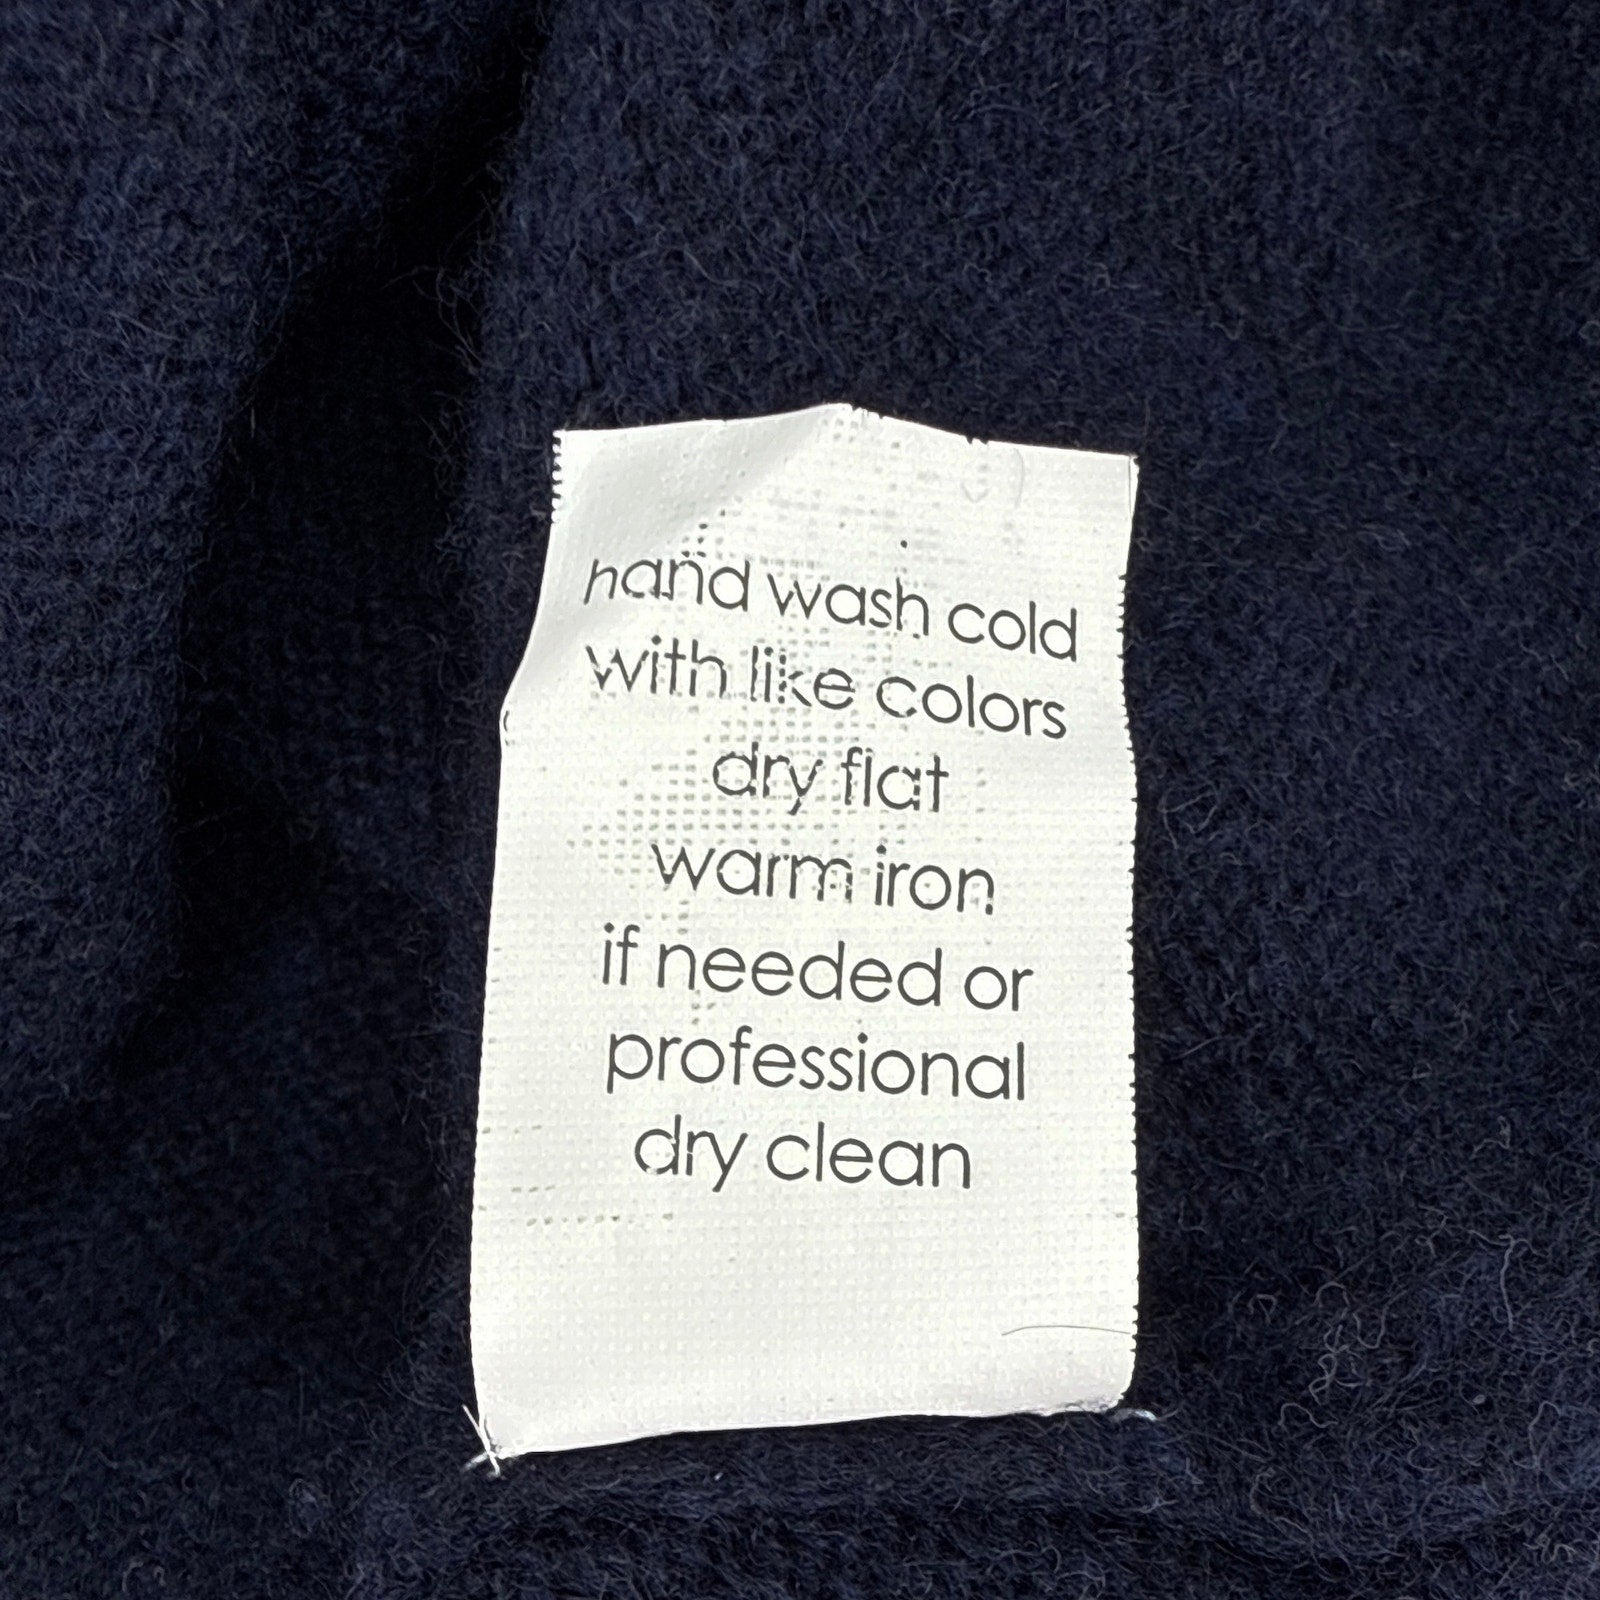 hand wash cold
with like colors
dry flat
warm iron
if needed or
professional
dry clean